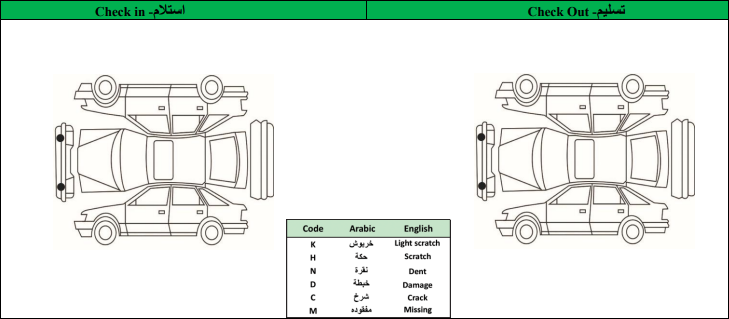 Check in -استلام
Check Out -تسليم
Code Arabic English
K خربوش Light scratch
H حكة Scratch
N نقرة Dent
D خبطة Damage
C شرخ Crack
M مفقوده Missing